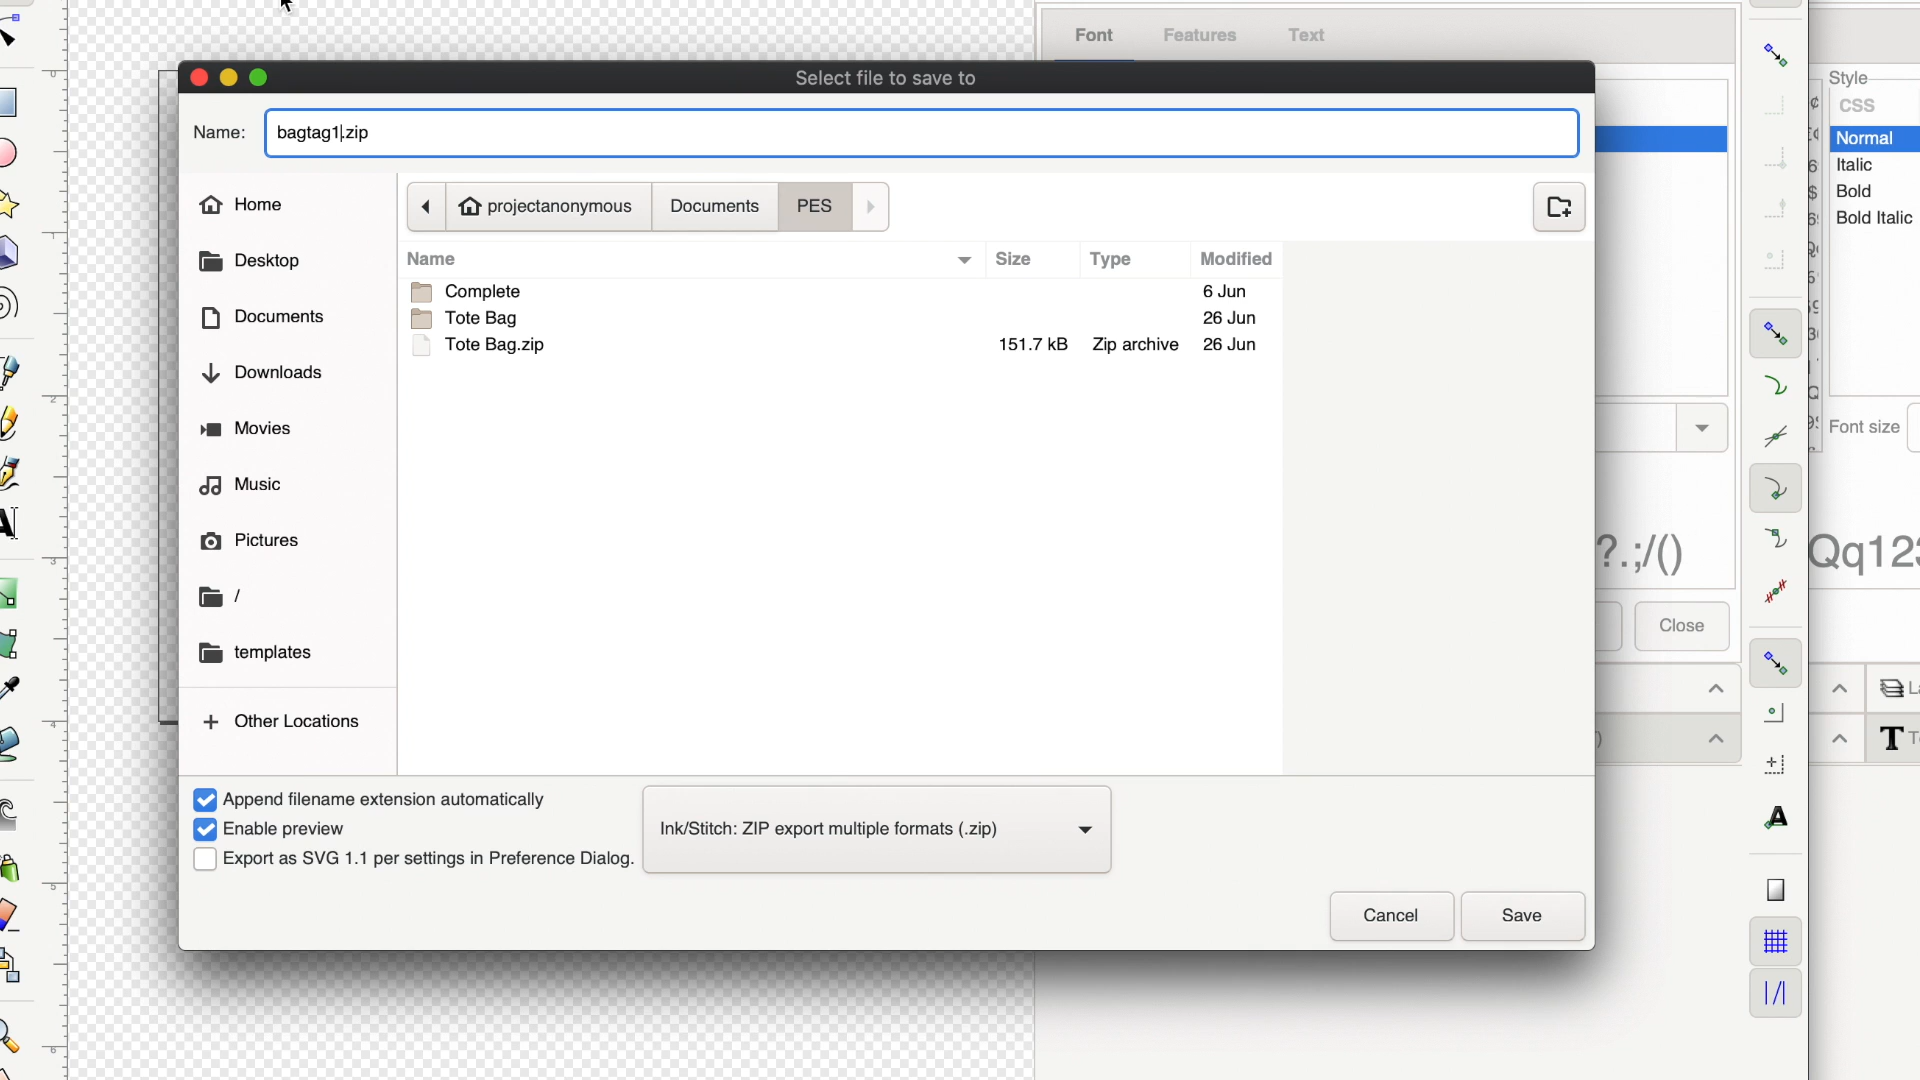 Font Features Text
Select file to save to
Name: bagtag1.zip
Style
CSS
Normal
Italic
Bold
Bold Italic
Home
Desktop
Documents
Downloads
Movies
Music
Pictures
/
templates
Other Locations
projectanonymous Documents PES
Name Size Type Modified
Complete 6 Jun
Tote Bag 26 Jun
Tote Bag.zip 151.7 kB Zip archive 26 Jun
Font size
?.;/() Qq123
Close
Append filename extension automatically
Enable preview
Export as SVG 1.1 per settings in Preference Dialog.
Ink/Stitch: ZIP export multiple formats (.zip)
Cancel Save